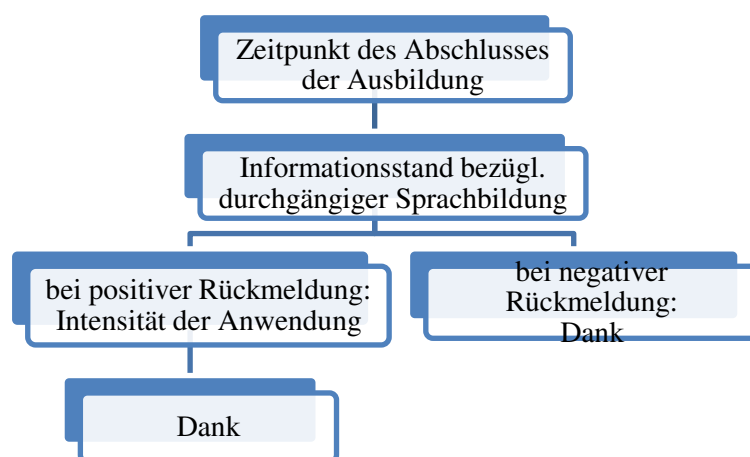 Zeitpunkt des Abschlusses
der Ausbildung
Informationsstand bezügl.
durchgängiger Sprachbildung
bei positiver Rückmeldung:
Intensität der Anwendung
bei negativer
Rückmeldung:
Dank
Dank